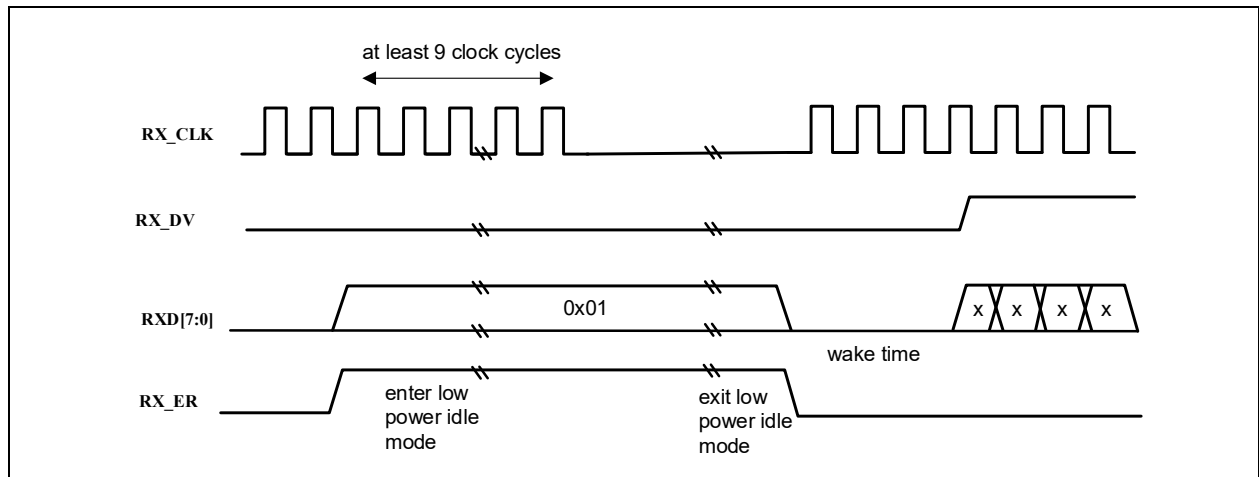 at least 9 clock cycles
RX_CLK
RX_DV
RXD[7:0]
0x01
x x x x
wake time
RX_ER
enter low
power idle
mode
exit low
power idle
mode